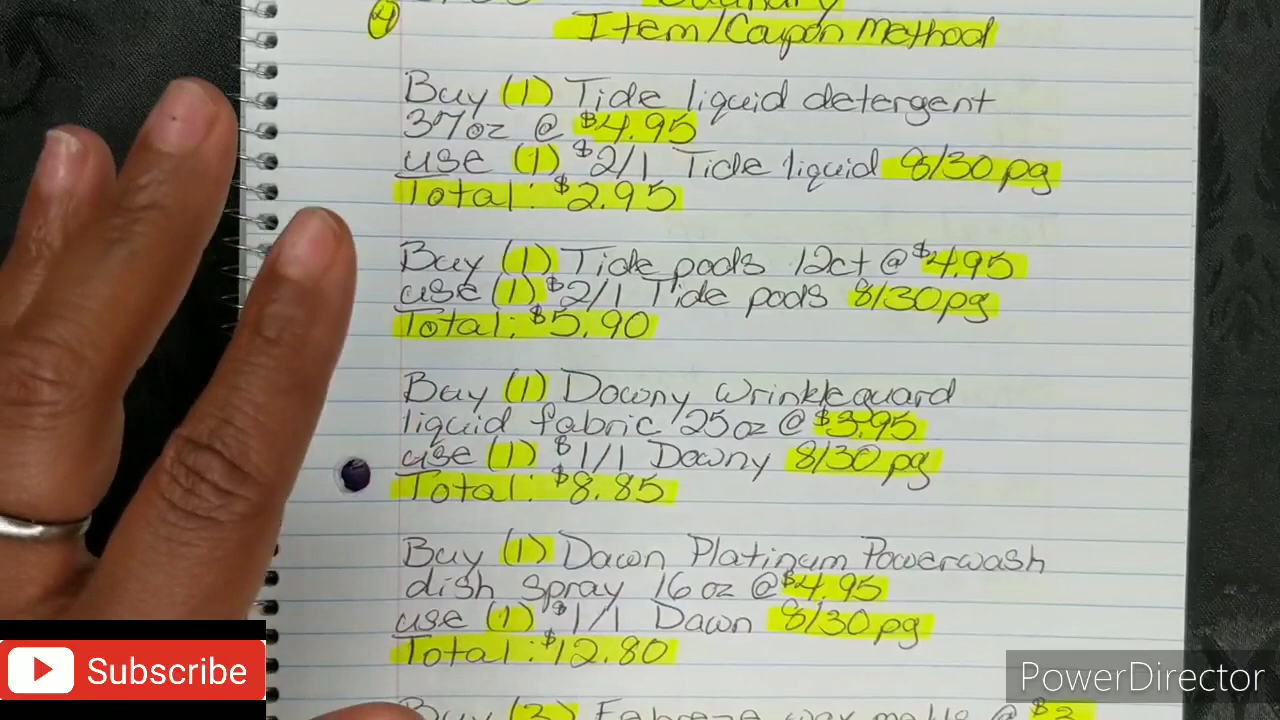 4
Item/Coupon Method
Buy (1) Tide liquid detergent
37oz @ $4.95
use (1) $2/1 Tide liquid 8/30 pg
Total: $2.95
Buy (1) Tide pods 12ct @ $4.95
use (1) $2/1 Tide pods 8/30 pg
Total: $5.90
Buy (1) Downy Wrinkleguard
liquid fabric 25oz @ $3.95
use (1) $1/1 Downy 8/30 pg
Total: $8.85
Buy (1) Dawn Platinum Powerwash
dish spray 16oz @ $4.95
use (1) $1/1 Dawn 8/30 pg
Total: $12.80
Buy
Subscribe
PowerDirector